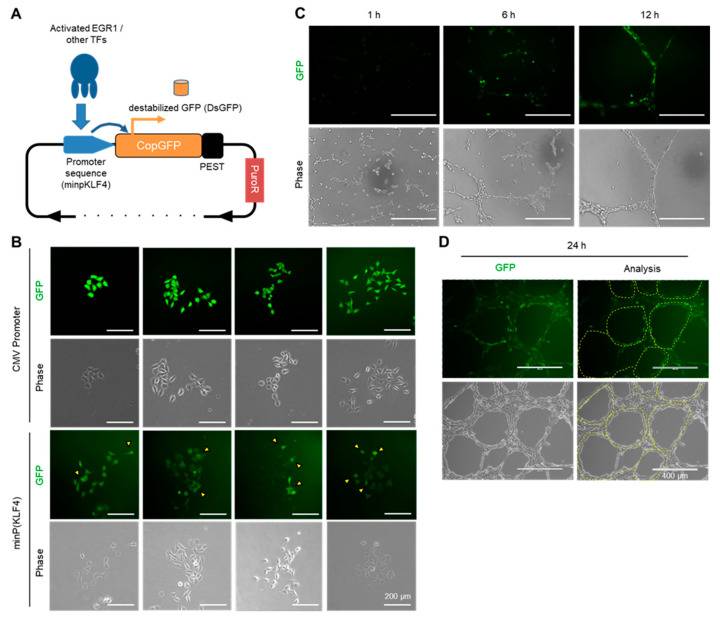 A
Activated EGR1 /
other TFs
destabilized GFP (DsGFP)
CopGFP
Promoter
sequence
(minpKLF4)
PEST
PuroR
B
CMV Promoter
GFP
Phase
minP(KLF4)
GFP
Phase
200 µm
C
1 h
6 h
12 h
GFP
Phase
D
24 h
GFP
Analysis
400 µm